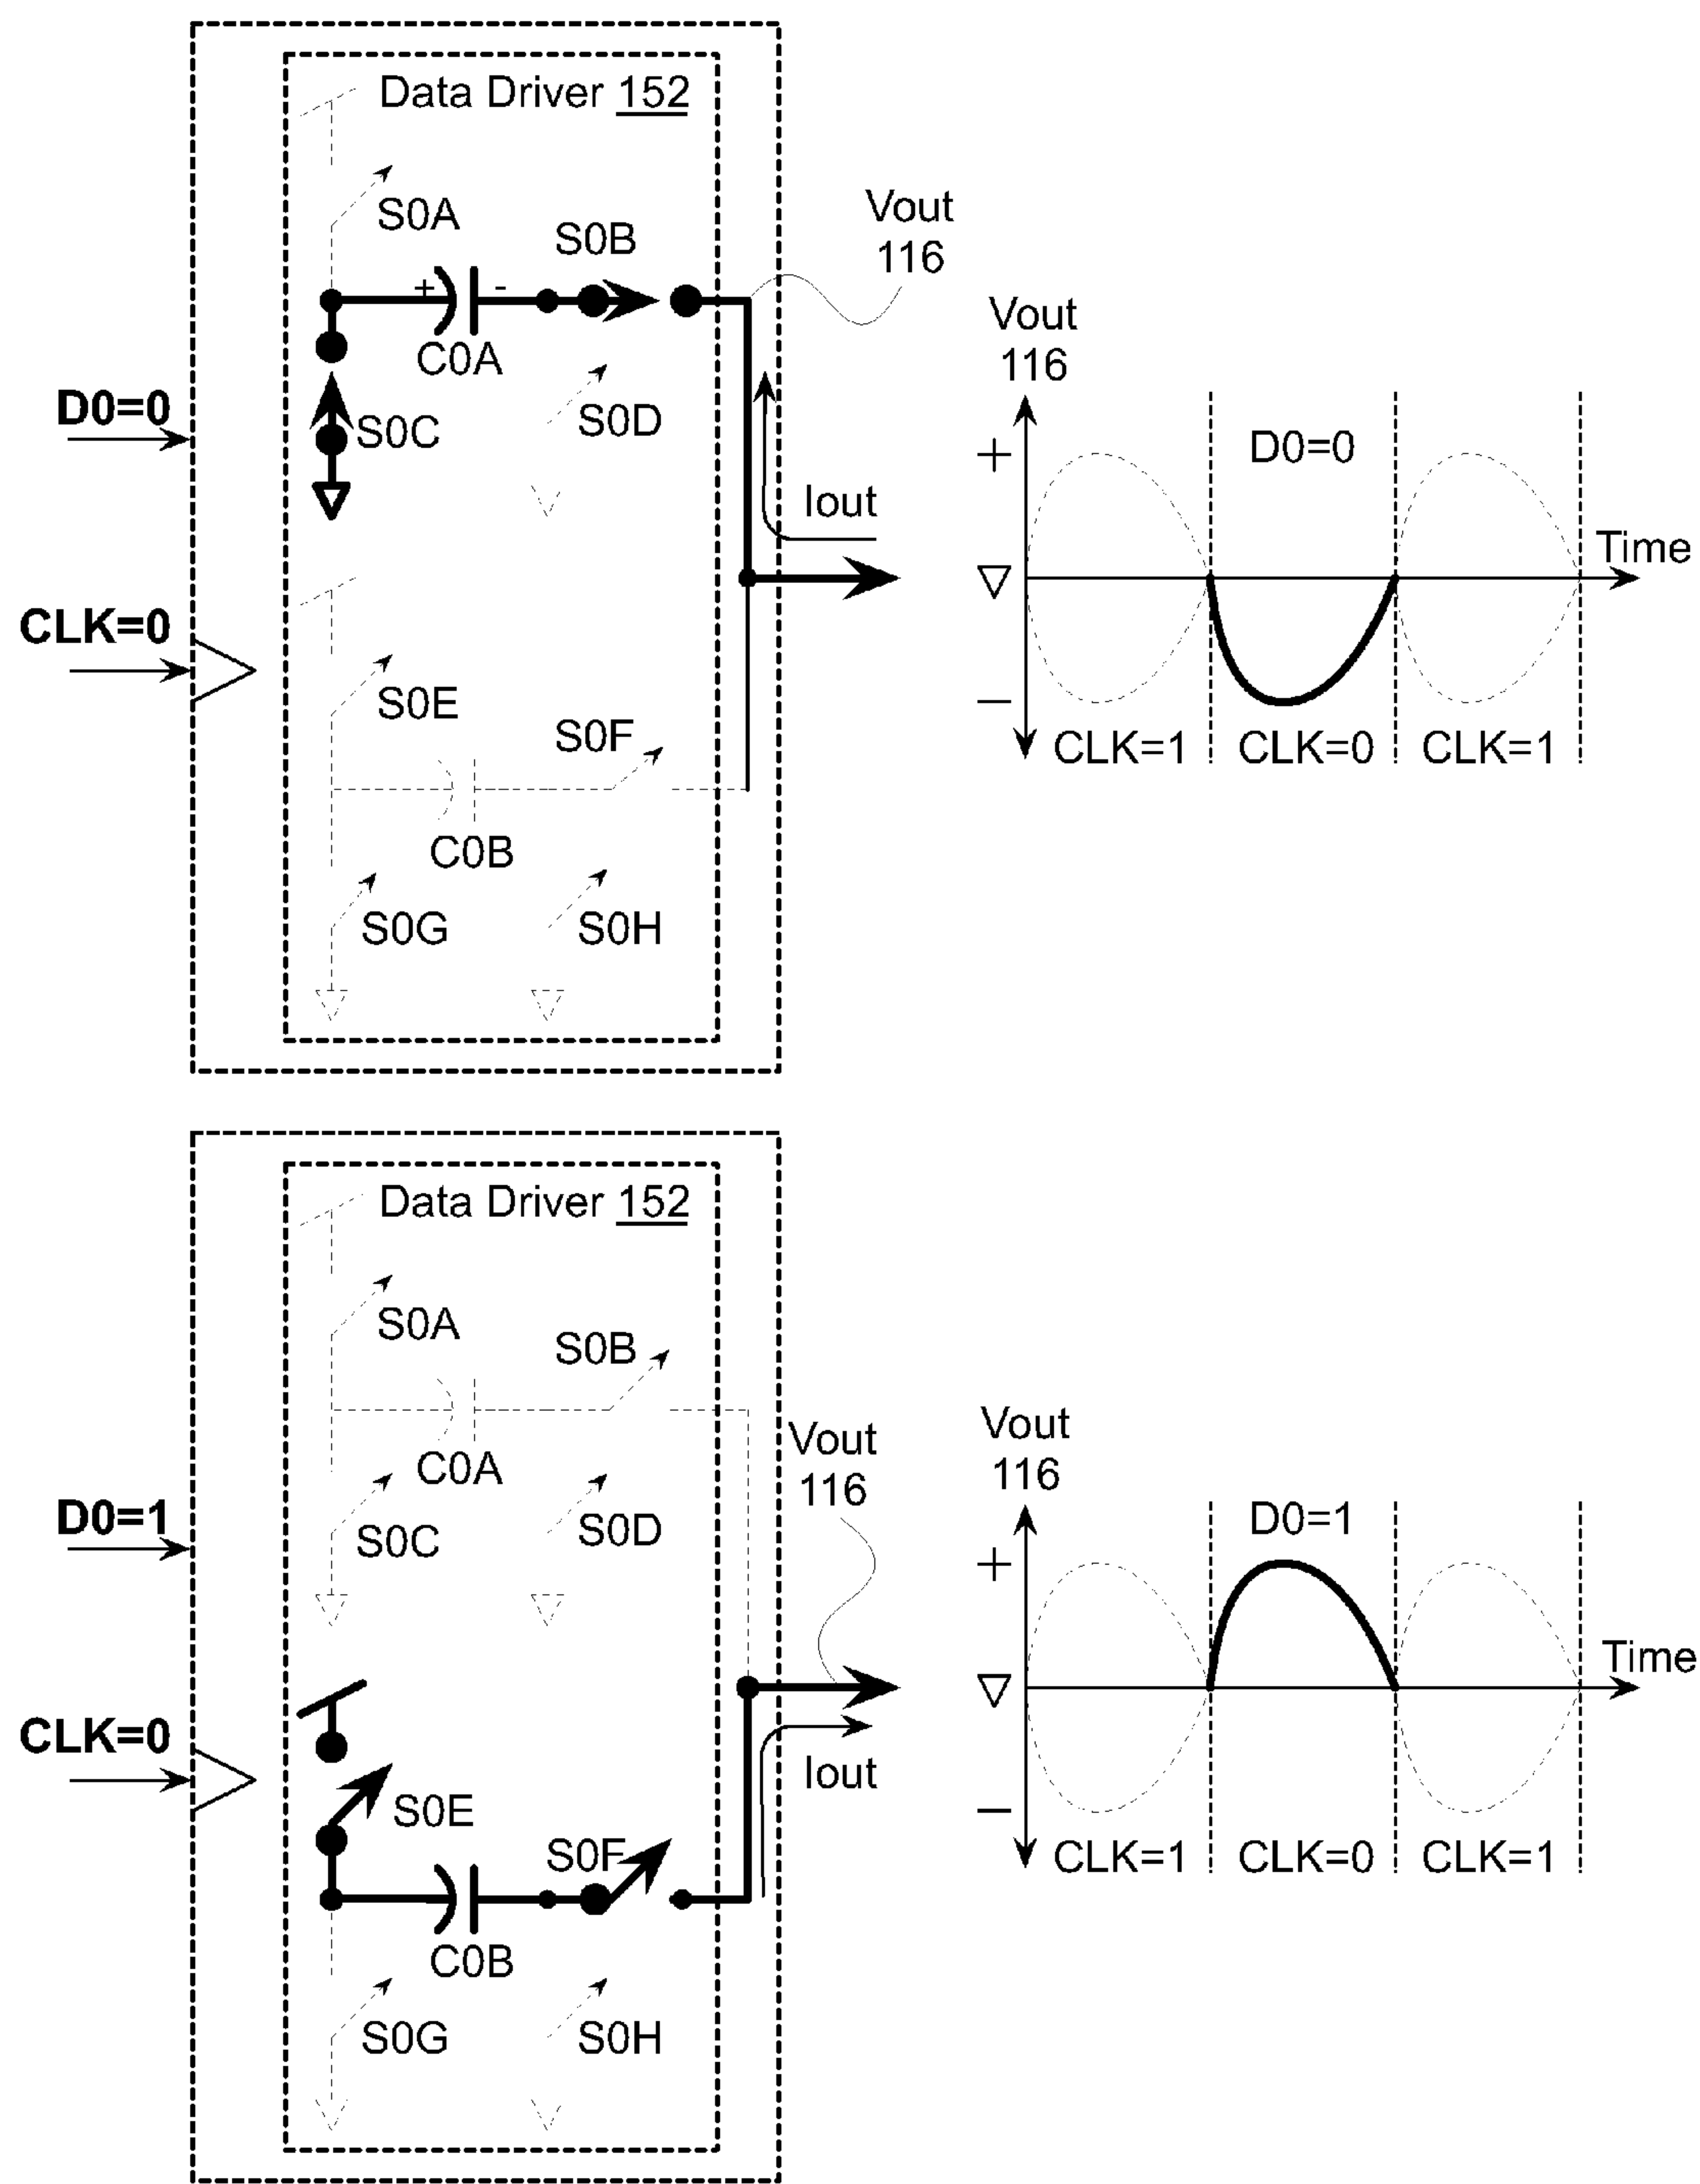 Data Driver 152
S0A
S0B
+ -
C0A
S0C
S0D
D0=0
CLK=0
S0E
S0F
C0B
S0G
S0H
Vout
116
Iout
Vout
116
+
D0=0
Time
−
CLK=1
CLK=0
CLK=1
Data Driver 152
S0A
S0B
C0A
S0C
S0D
D0=1
CLK=0
S0E
S0F
C0B
S0G
S0H
Vout
116
Iout
Vout
116
+
D0=1
Time
−
CLK=1
CLK=0
CLK=1